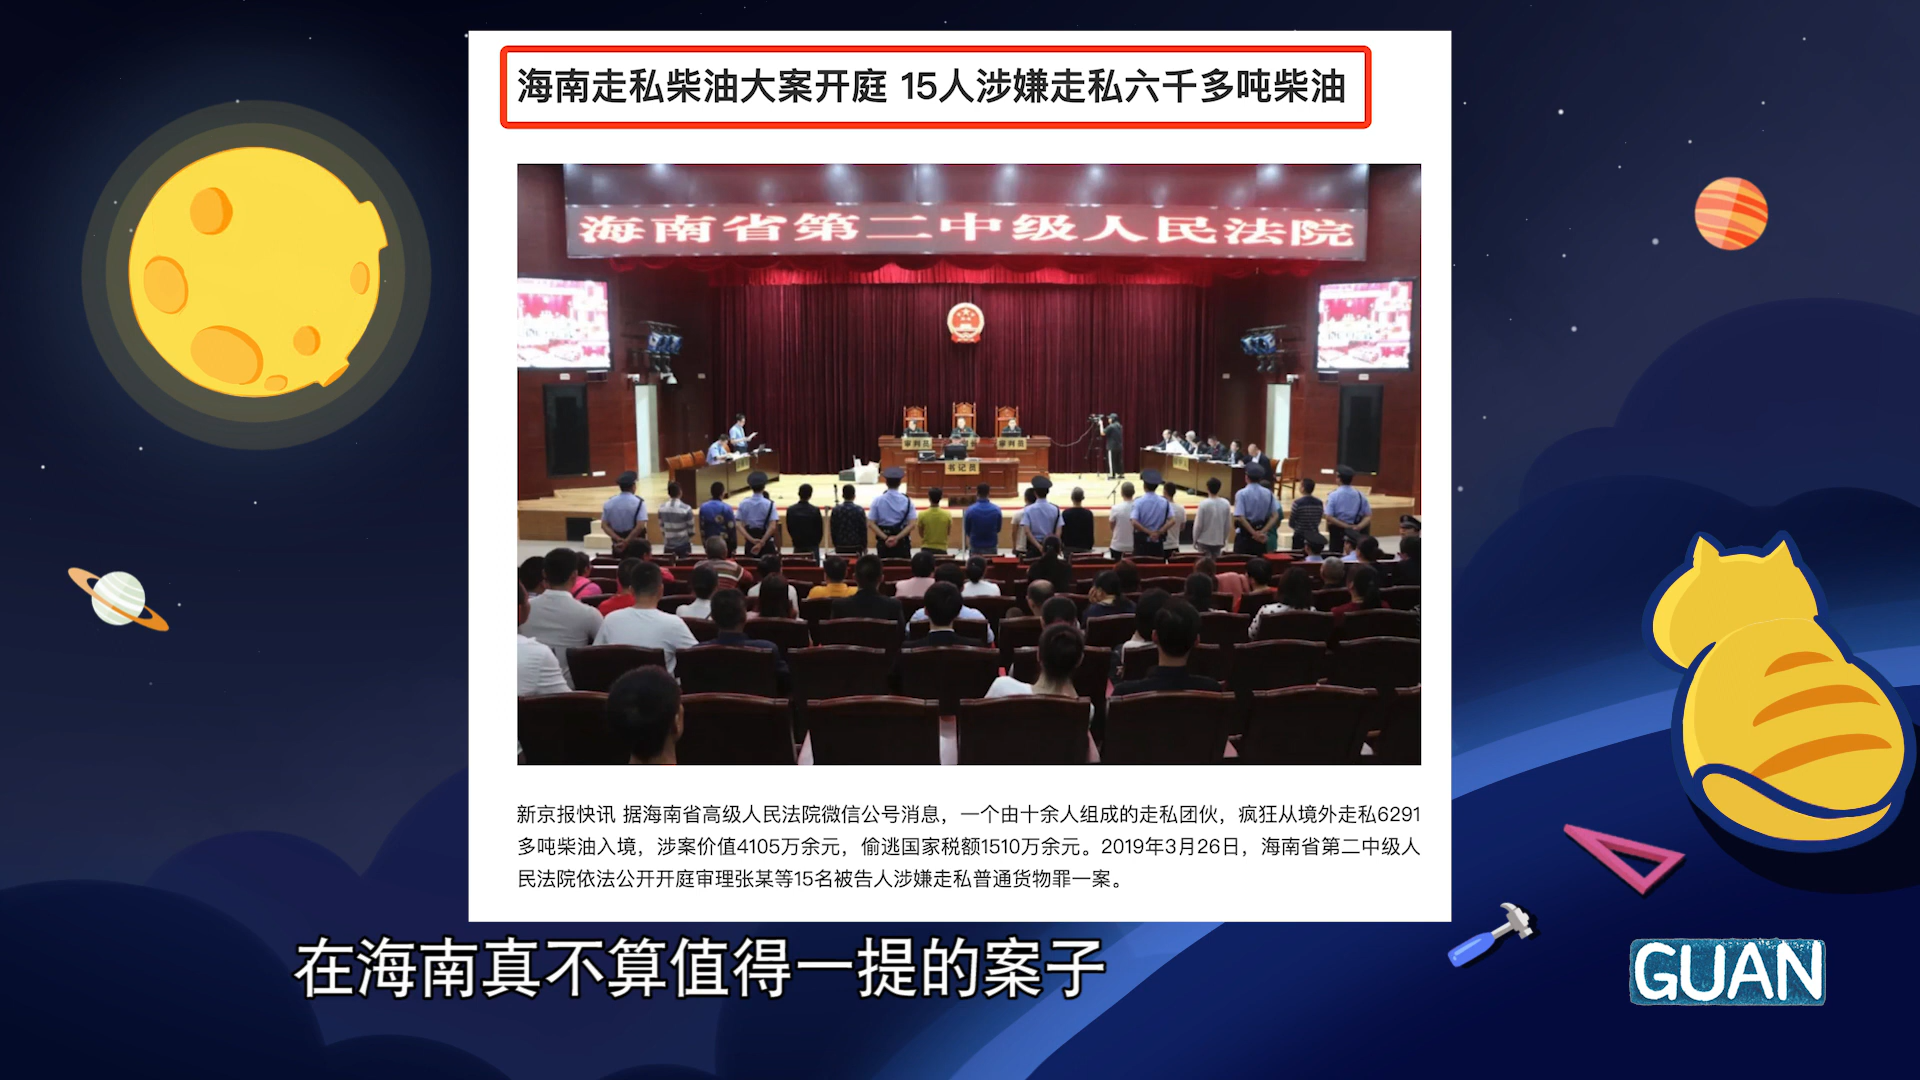 海南走私柴油大案开庭 15人涉嫌走私六千多吨柴油
海南省第二中级人民法院
审判员
审判员
书记员
新京报快讯 据海南省高级人民法院微信公号消息，一个由十余人组成的走私团伙，疯狂从境外走私6291
多吨柴油入境，涉案价值4105万余元，偷逃国家税额1510万余元。2019年3月26日，海南省第二中级人
民法院依法公开开庭审理张某等15名被告人涉嫌走私普通货物罪一案。
在海南真不算值得一提的案子
GUAN